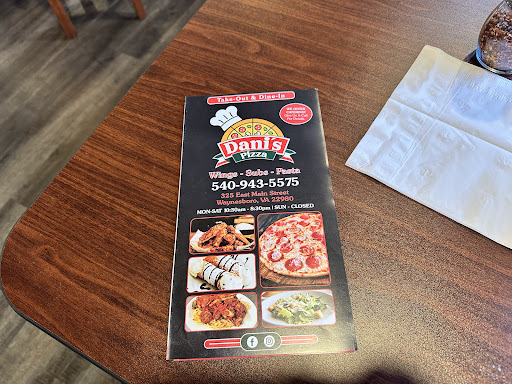 Take-Out & Dine-In
Dani's
Pizza
Wings - Subs - Pasta
540-943-5575
325 East Main Street
Waynesboro, VA 22980
MON-SAT 10:30am - 8:30pm | SUN - CLOSED